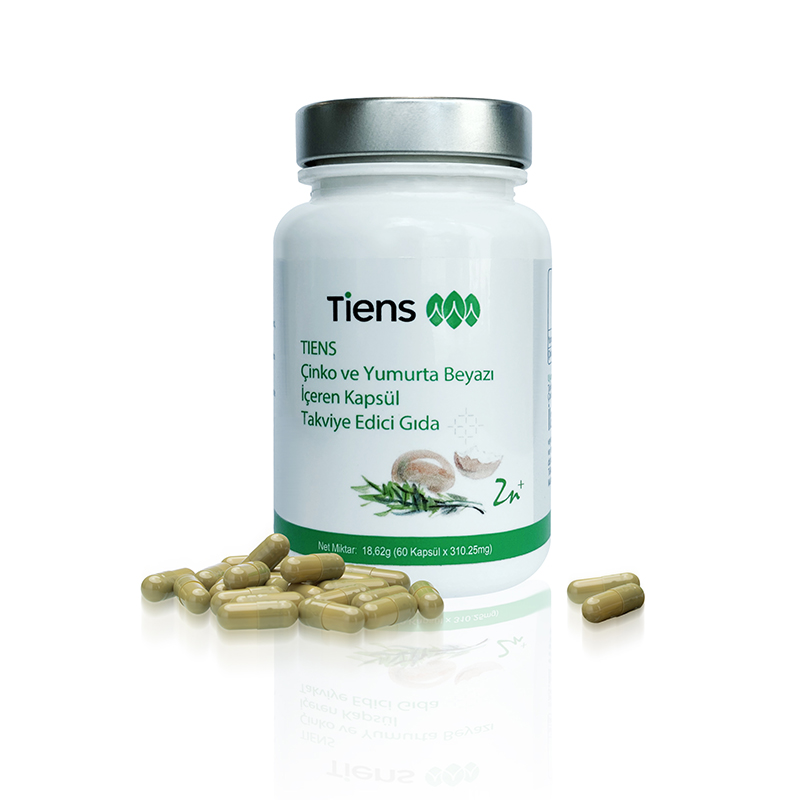 Tiens
TIENS
Çinko ve Yumurta Beyazı
İçeren Kapsül
Takviye Edici Gıda
Zn+
Net Miktar: 18,62g (60 Kapsül x 310.25mg)